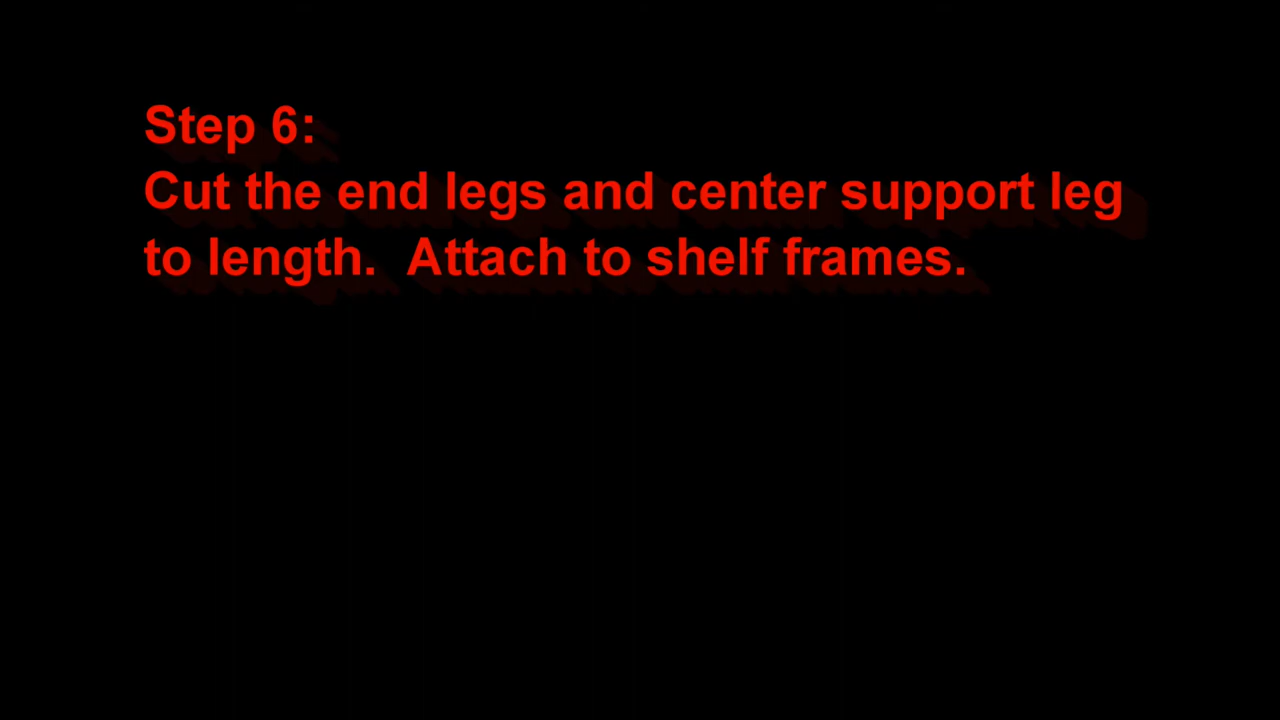 Step 6:
Cut the end legs and center support leg
to length.  Attach to shelf frames.